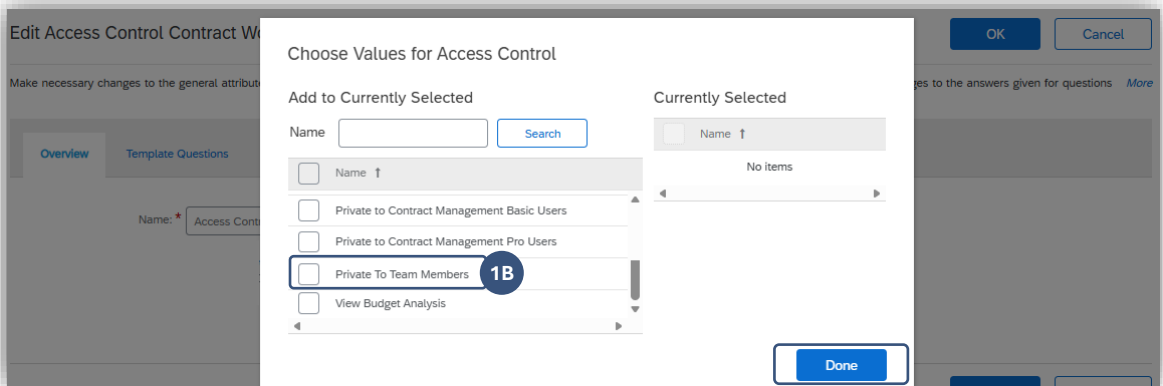 Edit Access Control Contract Wo
OK
Cancel
Make necessary changes to the general attribut
ges to the answers given for questions More
Overview
Template Questions
Name: *
Access Cont
Choose Values for Access Control
Add to Currently Selected
Name
Search
Name ↑
Private to Contract Management Basic Users
Private to Contract Management Pro Users
Private To Team Members
1B
View Budget Analysis
Currently Selected
Name ↑
No items
Done